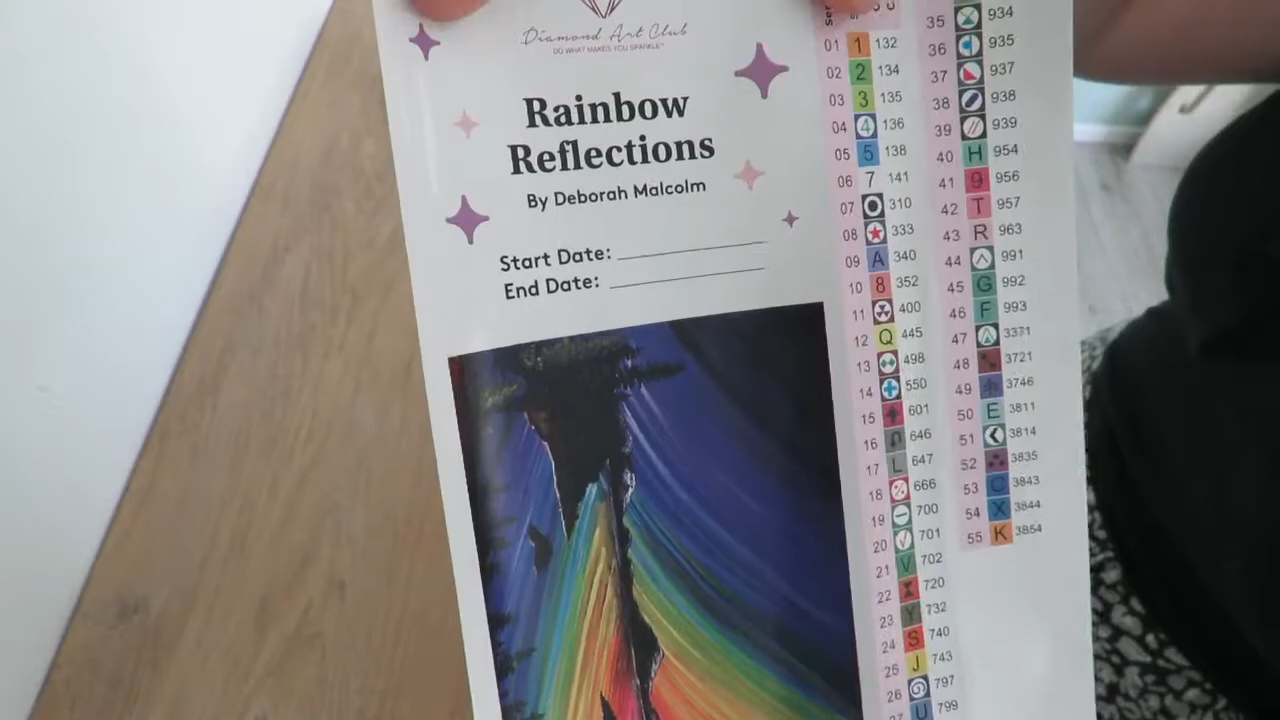 Diamond Art Club
DO WHAT MAKES YOU SPARKLE™
Rainbow
Reflections
By Deborah Malcolm
Start Date:
End Date:
01 1 132
02 2 134
03 3 135
04 4 136
05 5 138
06 7 141
07 310
08 333
09 A 340
10 8 352
11 400
12 Q 445
13 498
14 550
15 601
16 646
17 L 647
18 666
19 700
20 701
21 V 702
22 720
23 Y 732
24 S 740
25 J 743
26 797
27 U 799
35 934
36 935
37 937
38 938
39 939
40 H 954
41 9 956
42 T 957
43 R 963
44 991
45 G 992
46 F 993
47 3371
48 3721
49 3746
50 E 3811
51 3814
52 3835
53 C 3843
54 X 3844
55 K 3854